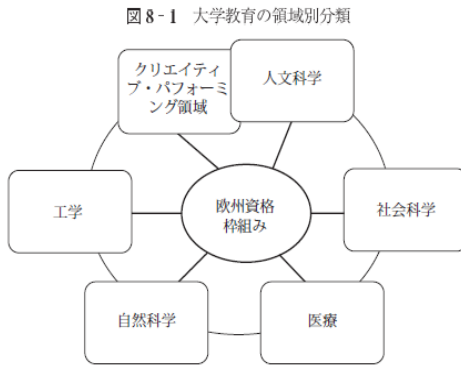 図8-1 大学教育の領域別分類
クリエイティ
ブ・パフォーミ
ング領域
人文科学
工学
欧州資格
枠組み
社会科学
自然科学
医療